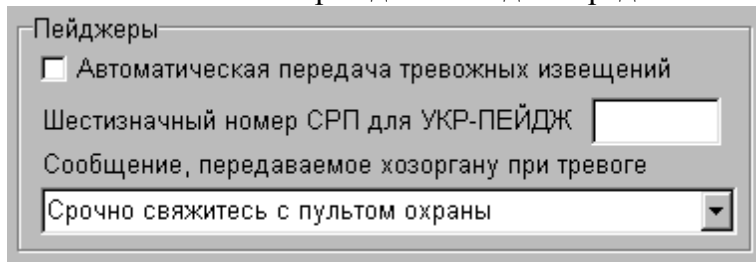 Пейджеры
Автоматическая передача тревожных извещений
Шестизначный номер СРП для УКР-ПЕЙДЖ
Сообщение, передаваемое хозоргану при тревоге
Срочно свяжитесь с пультом охраны